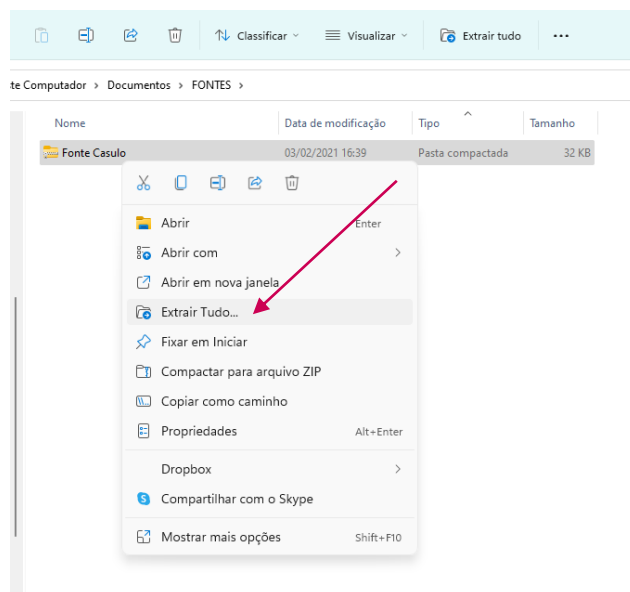 Classificar Visualizar Extrair tudo ...
te Computador > Documentos > FONTES >
Nome Data de modificação Tipo Tamanho
Fonte Casulo 03/02/2021 16:39 Pasta compactada 32 KB
Abrir Enter
Abrir com
Abrir em nova janela
Extrair Tudo...
Fixar em Iniciar
Compactar para arquivo ZIP
Copiar como caminho
Propriedades Alt+Enter
Dropbox
Compartilhar com o Skype
Mostrar mais opções Shift+F10